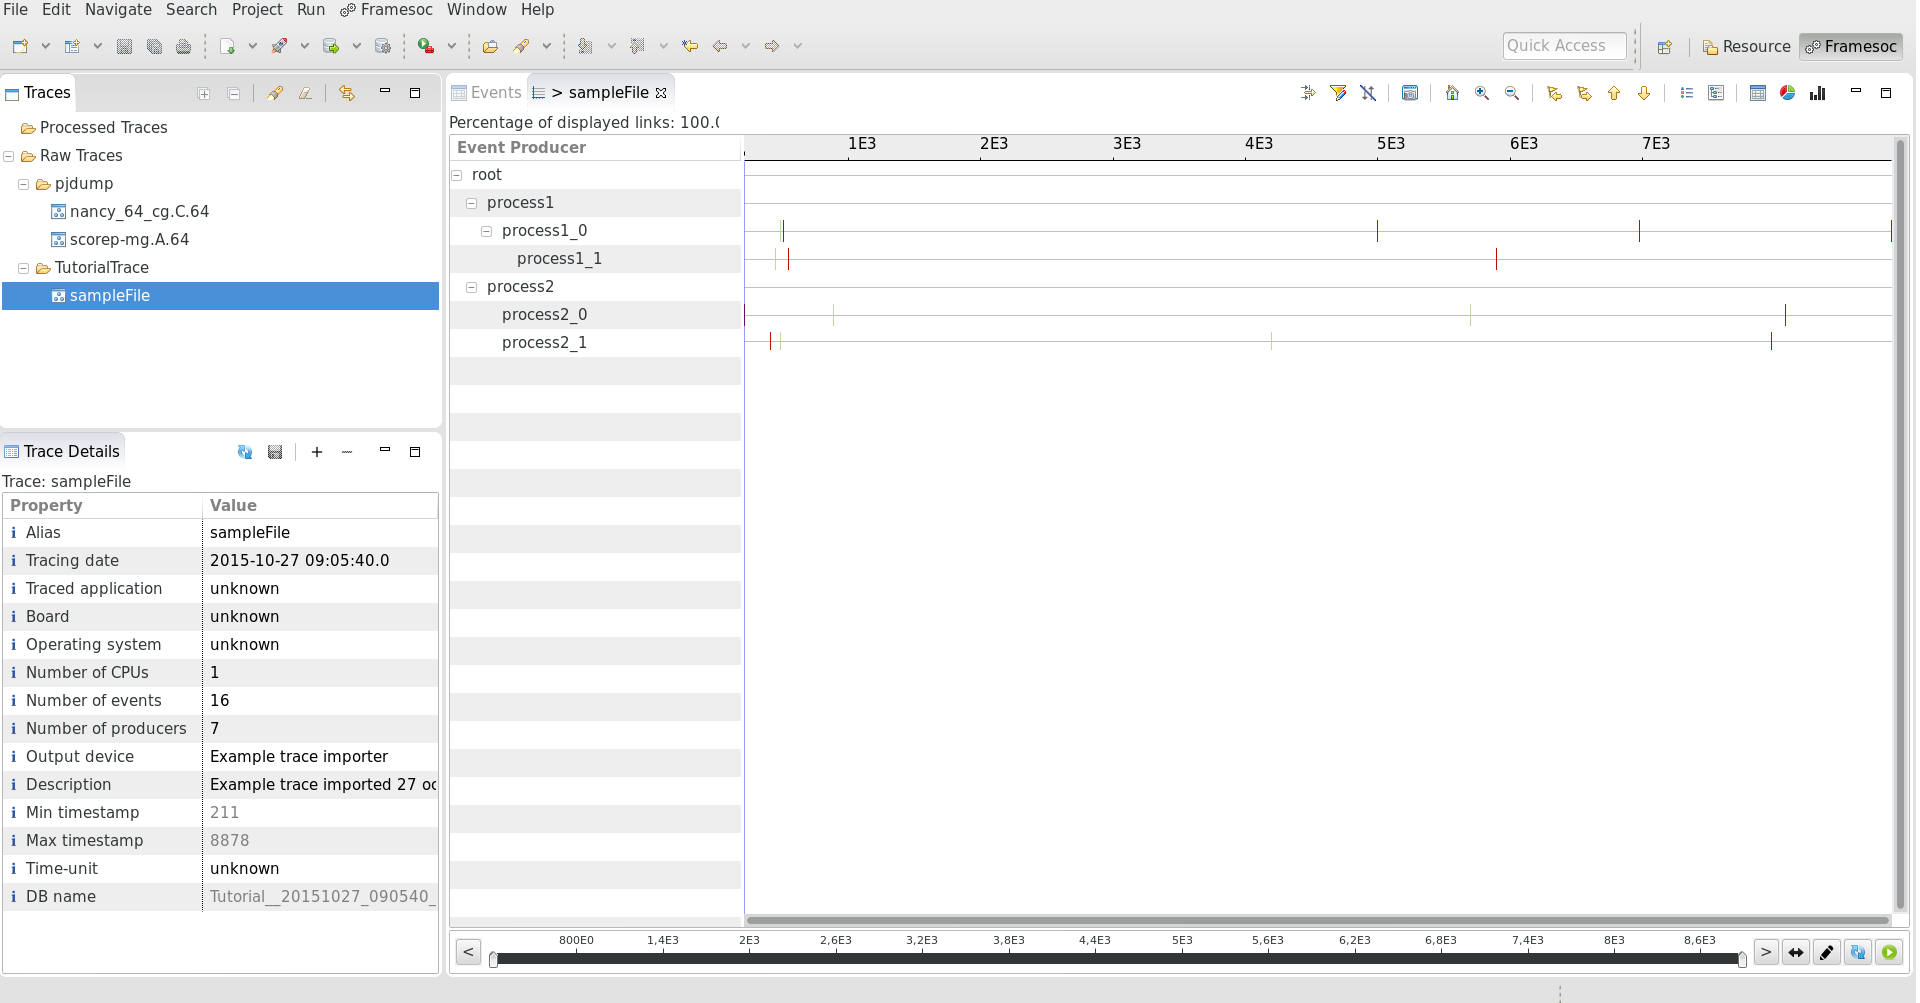 File Edit Navigate Search Project Run Framesoc Window Help
Quick Access
Resource
Framesoc
Traces
Processed Traces
Raw Traces
pjdump
nancy_64_cg.C.64
scorep-mg.A.64
TutorialTrace
sampleFile
Trace Details
Trace: sampleFile
Property Value
Alias sampleFile
Tracing date 2015-10-27 09:05:40.0
Traced application unknown
Board unknown
Operating system unknown
Number of CPUs 1
Number of events 16
Number of producers 7
Output device Example trace importer
Description Example trace imported 27 oc
Min timestamp 211
Max timestamp 8878
Time-unit unknown
DB name Tutorial__20151027_090540_
Events > sampleFile
Percentage of displayed links: 100.0
Event Producer
1E3 2E3 3E3 4E3 5E3 6E3 7E3
root
process1
process1_0
process1_1
process2
process2_0
process2_1
< 800E0 1,4E3 2E3 2,6E3 3,2E3 3,8E3 4,4E3 5E3 5,6E3 6,2E3 6,8E3 7,4E3 8E3 8,6E3 >